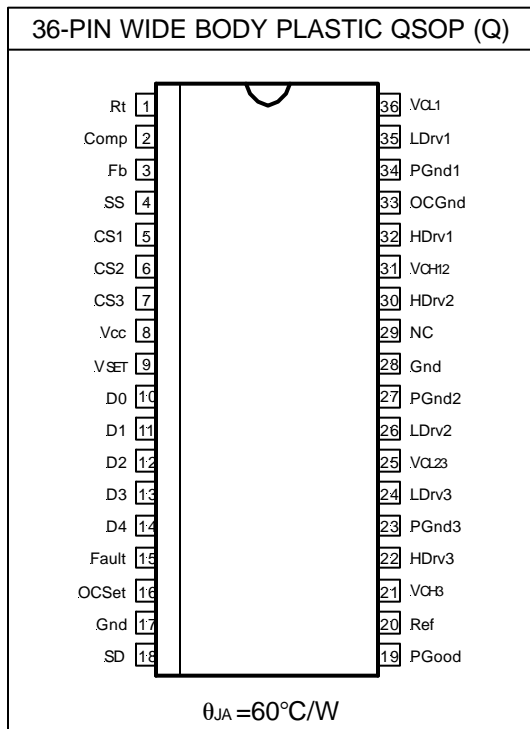 36-PIN WIDE BODY PLASTIC QSOP (Q)
Rt 1 36 VCL1
Comp 2 35 LDrv1
Fb 3 34 PGnd1
SS 4 33 OCGnd
CS1 5 32 HDrv1
CS2 6 31 VCH12
CS3 7 30 HDrv2
Vcc 8 29 NC
VSET 9 28 Gnd
D0 10 27 PGnd2
D1 11 26 LDrv2
D2 12 25 VCL23
D3 13 24 LDrv3
D4 14 23 PGnd3
Fault 15 22 HDrv3
OCSet 16 21 VCH3
Gnd 17 20 Ref
SD 18 19 PGood
θJA =60°C/W